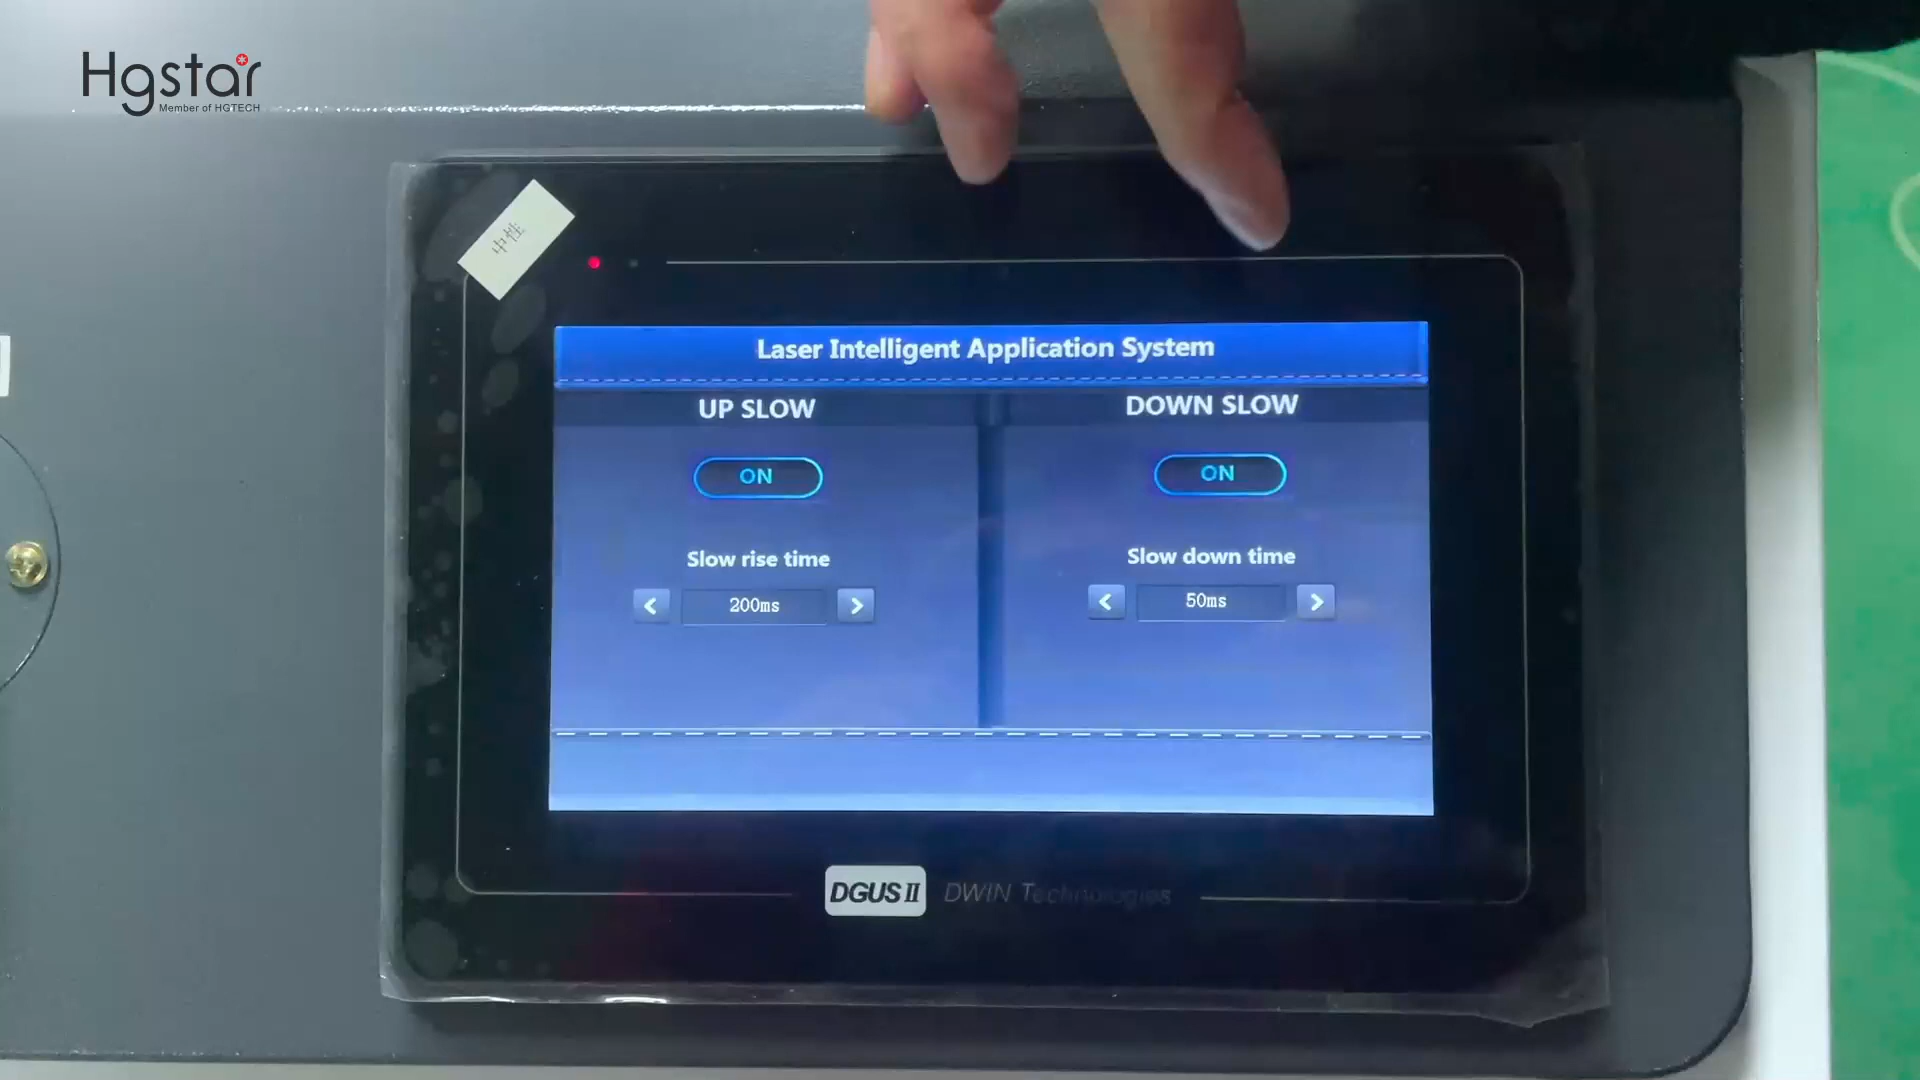 Hgstar
Member of HGTECH
中性
Laser Intelligent Application System
UP SLOW
DOWN SLOW
ON
ON
Slow rise time
Slow down time
< 200ms >
< 50ms >
DGUS II DWIN Technologies